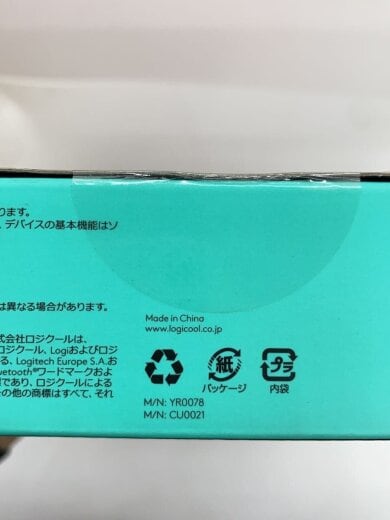 ります。
、デバイスの基本機能はソ
は異なる場合があります。
式会社ロジクールは、
ロジクール、Logiおよびロジ
る、Logitech Europe S.A.お
uetooth®ワードマークおよ
であり、ロジクールによる
の他の商標はすべて、それ
Made in China
www.logicool.co.jp
紙
パッケージ
プラ
内袋
M/N: YR0078
M/N: CU0021